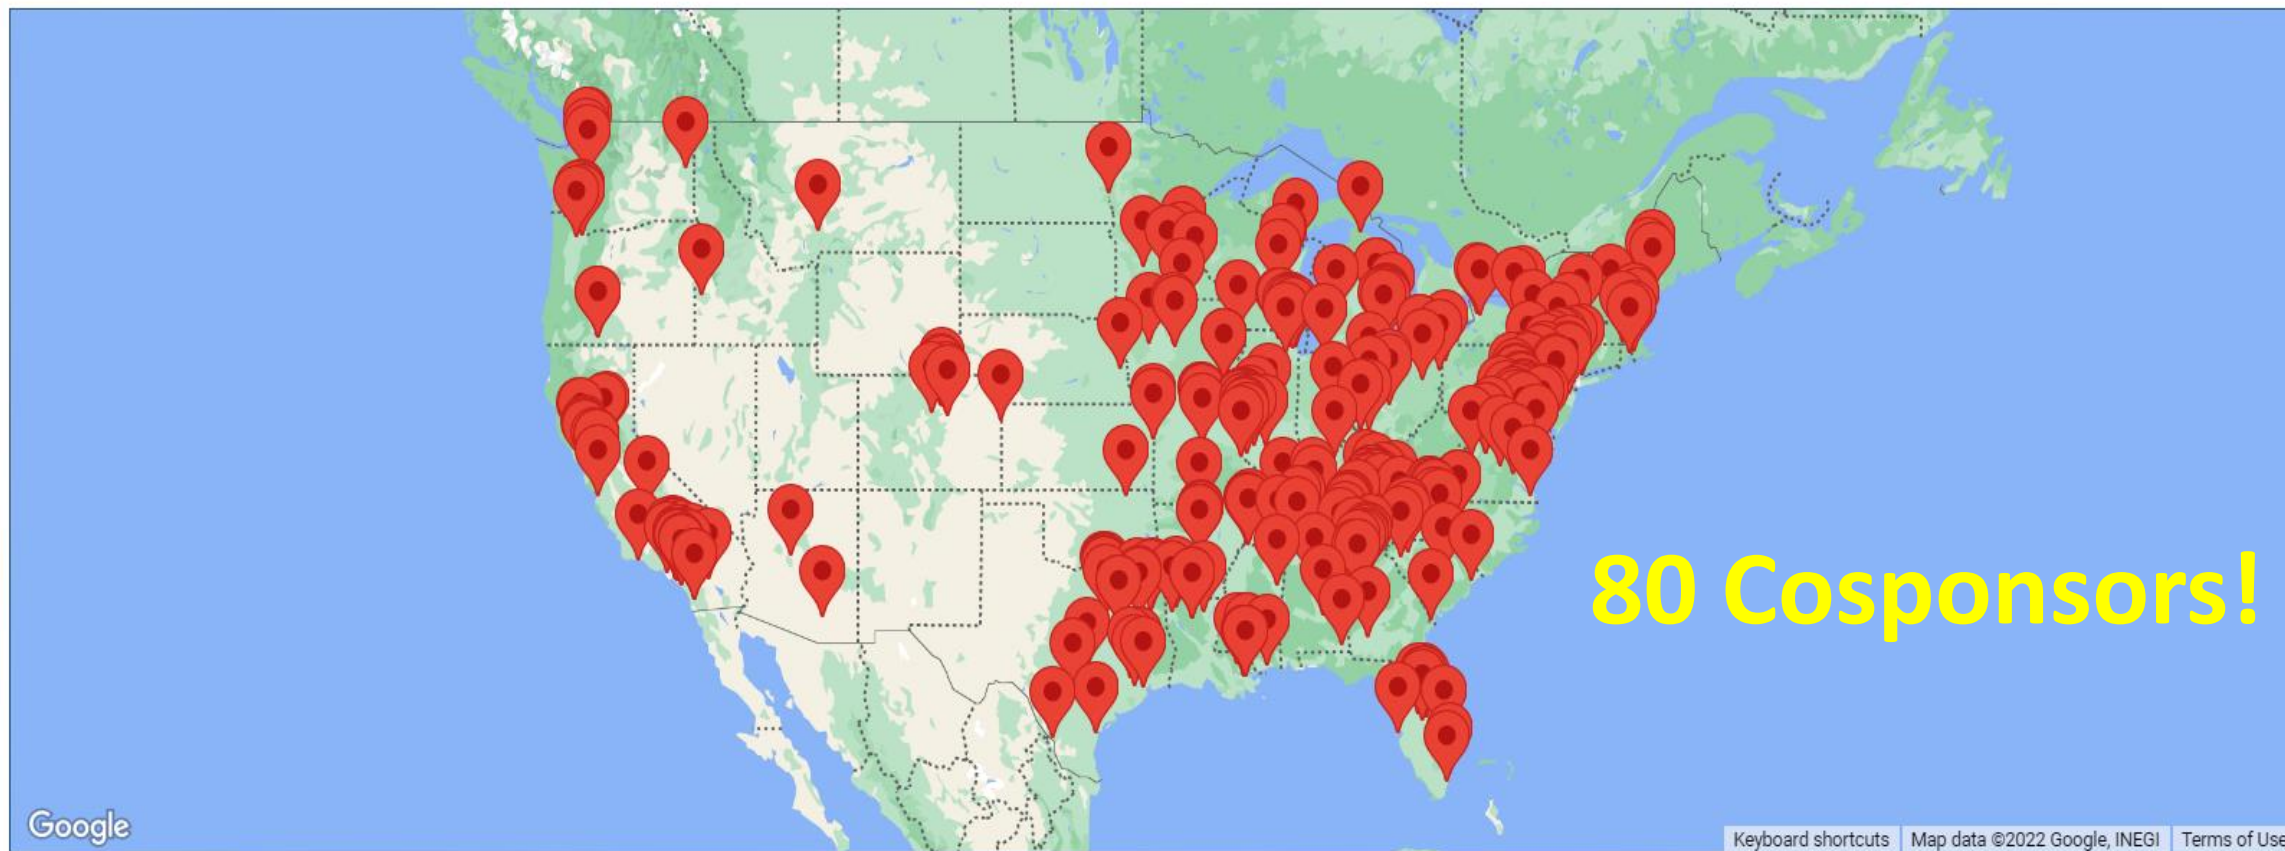 80 Cosponsors!
Google
Keyboard shortcuts
Map data ©2022 Google, INEGI
Terms of Use